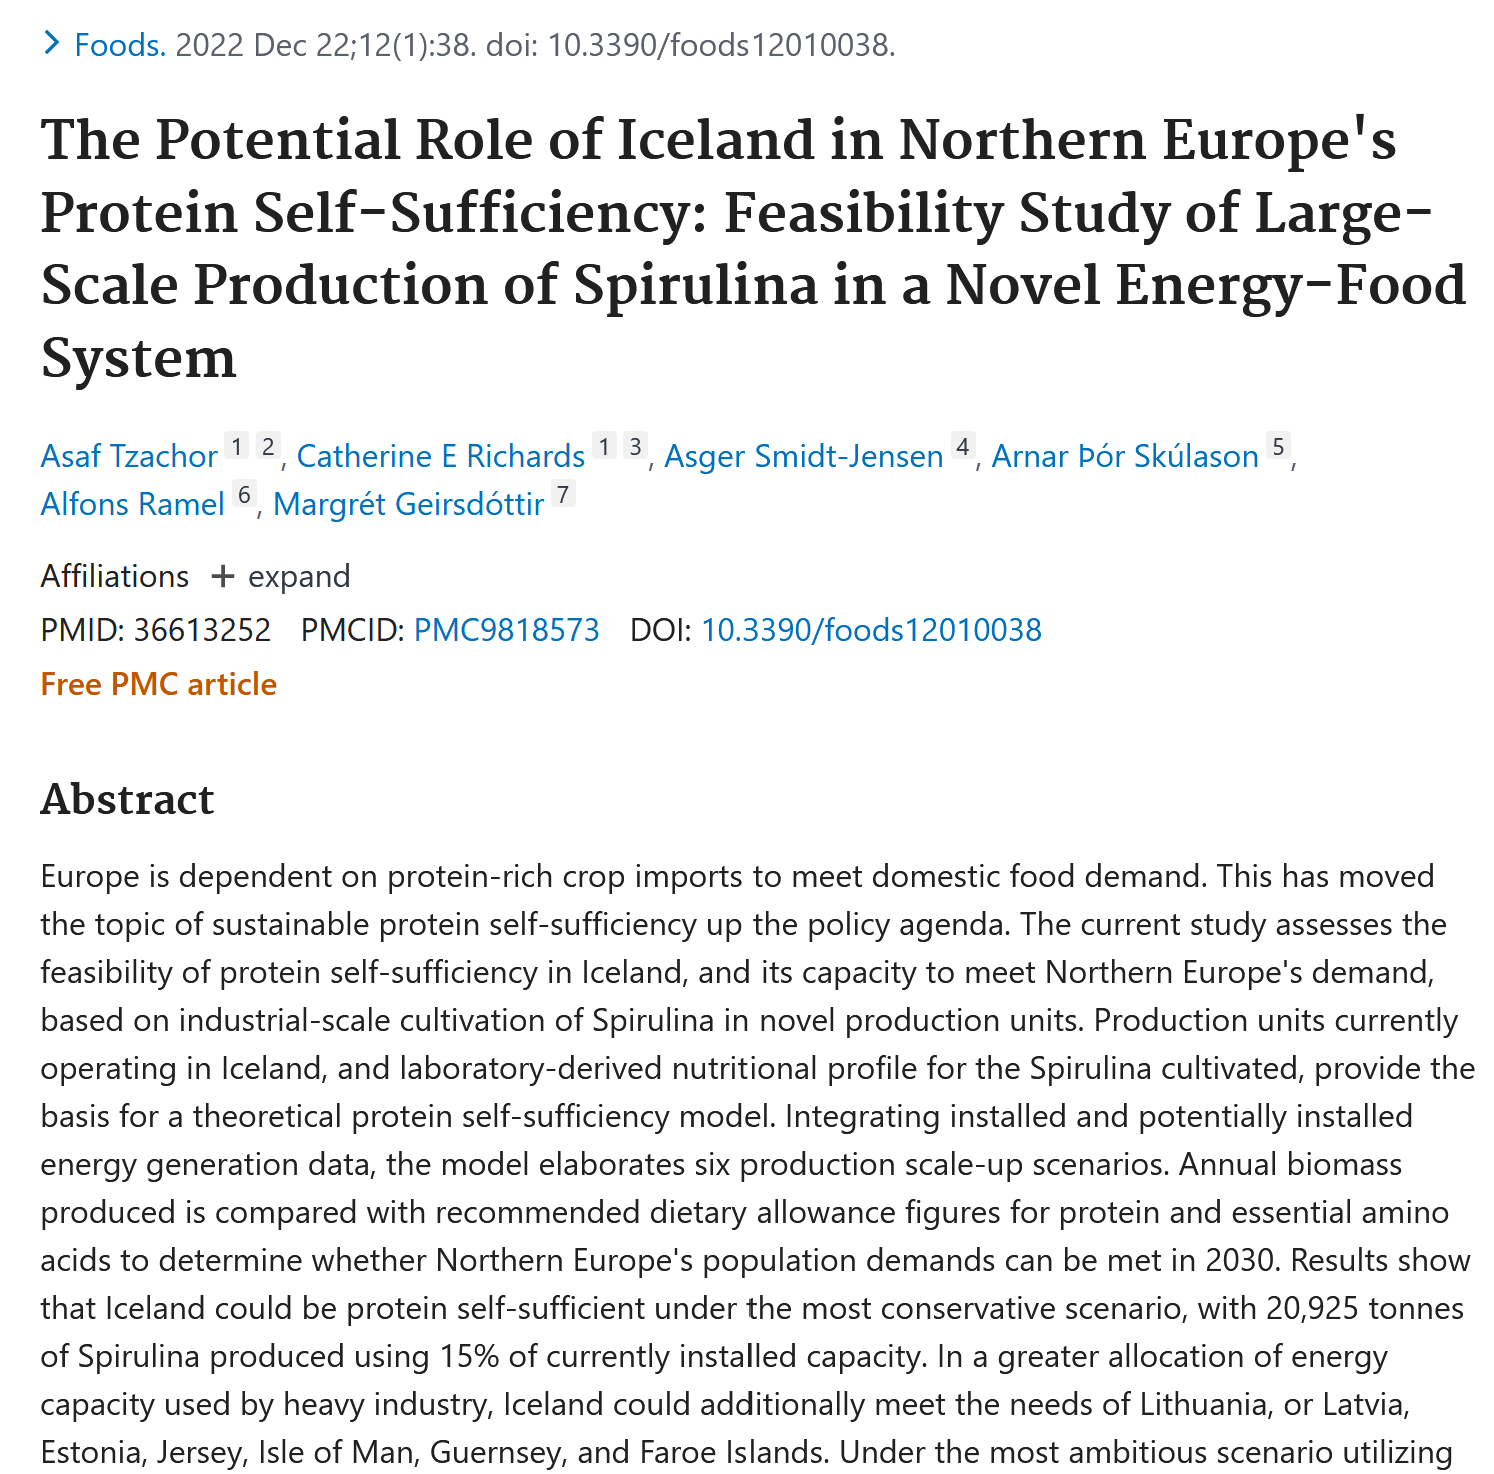 Foods. 2022 Dec 22;12(1):38. doi: 10.3390/foods12010038.
The Potential Role of Iceland in Northern Europe's
Protein Self-Sufficiency: Feasibility Study of Large-
Scale Production of Spirulina in a Novel Energy-Food
System
Asaf Tzachor 1 2, Catherine E Richards 1 3, Asger Smidt-Jensen 4, Arnar Þór Skúlason 5,
Alfons Ramel 6, Margrét Geirsdóttir 7
Affiliations + expand
PMID: 36613252 PMCID: PMC9818573 DOI: 10.3390/foods12010038
Free PMC article
Abstract
Europe is dependent on protein-rich crop imports to meet domestic food demand. This has moved
the topic of sustainable protein self-sufficiency up the policy agenda. The current study assesses the
feasibility of protein self-sufficiency in Iceland, and its capacity to meet Northern Europe's demand,
based on industrial-scale cultivation of Spirulina in novel production units. Production units currently
operating in Iceland, and laboratory-derived nutritional profile for the Spirulina cultivated, provide the
basis for a theoretical protein self-sufficiency model. Integrating installed and potentially installed
energy generation data, the model elaborates six production scale-up scenarios. Annual biomass
produced is compared with recommended dietary allowance figures for protein and essential amino
acids to determine whether Northern Europe's population demands can be met in 2030. Results show
that Iceland could be protein self-sufficient under the most conservative scenario, with 20,925 tonnes
of Spirulina produced using 15% of currently installed capacity. In a greater allocation of energy
capacity used by heavy industry, Iceland could additionally meet the needs of Lithuania, or Latvia,
Estonia, Jersey, Isle of Man, Guernsey, and Faroe Islands. Under the most ambitious scenario utilizing